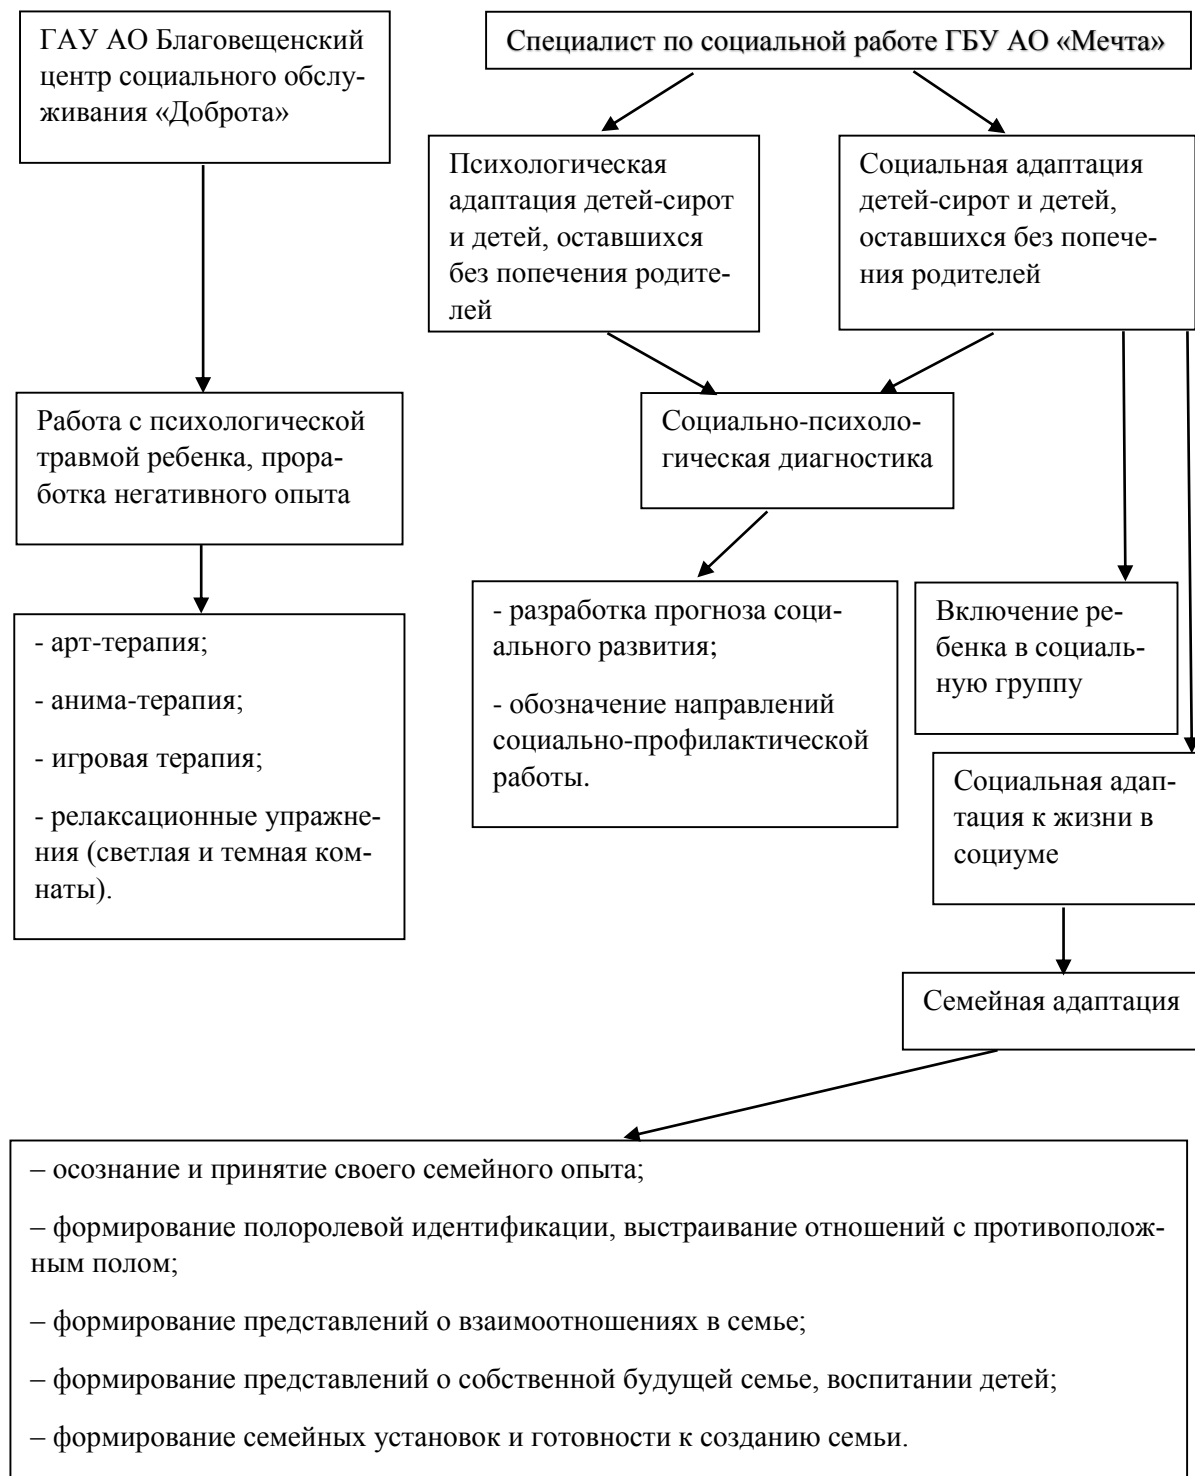 ГАУ АО Благовещенский
центр социального обслу-
живания «Доброта»
Специалист по социальной работе ГБУ АО «Мечта»
Психологическая
адаптация детей-сирот
и детей, оставшихся
без попечения родите-
лей
Социальная адаптация
детей-сирот и детей,
оставшихся без попече-
ния родителей
Работа с психологической
травмой ребенка, прора-
ботка негативного опыта
Социально-психоло-
гическая диагностика
- арт-терапия;
- анима-терапия;
- игровая терапия;
- релаксационные упражне-
ния (светлая и темная ком-
наты).
- разработка прогноза соци-
ального развития;
- обозначение направлений
социально-профилактической
работы.
Включение ре-
бенка в социаль-
ную группу
Социальная адап-
тация к жизни в
социуме
Семейная адаптация
– осознание и принятие своего семейного опыта;
– формирование полоролевой идентификации, выстраивание отношений с противополож-
ным полом;
– формирование представлений о взаимоотношениях в семье;
– формирование представлений о собственной будущей семье, воспитании детей;
– формирование семейных установок и готовности к созданию семьи.